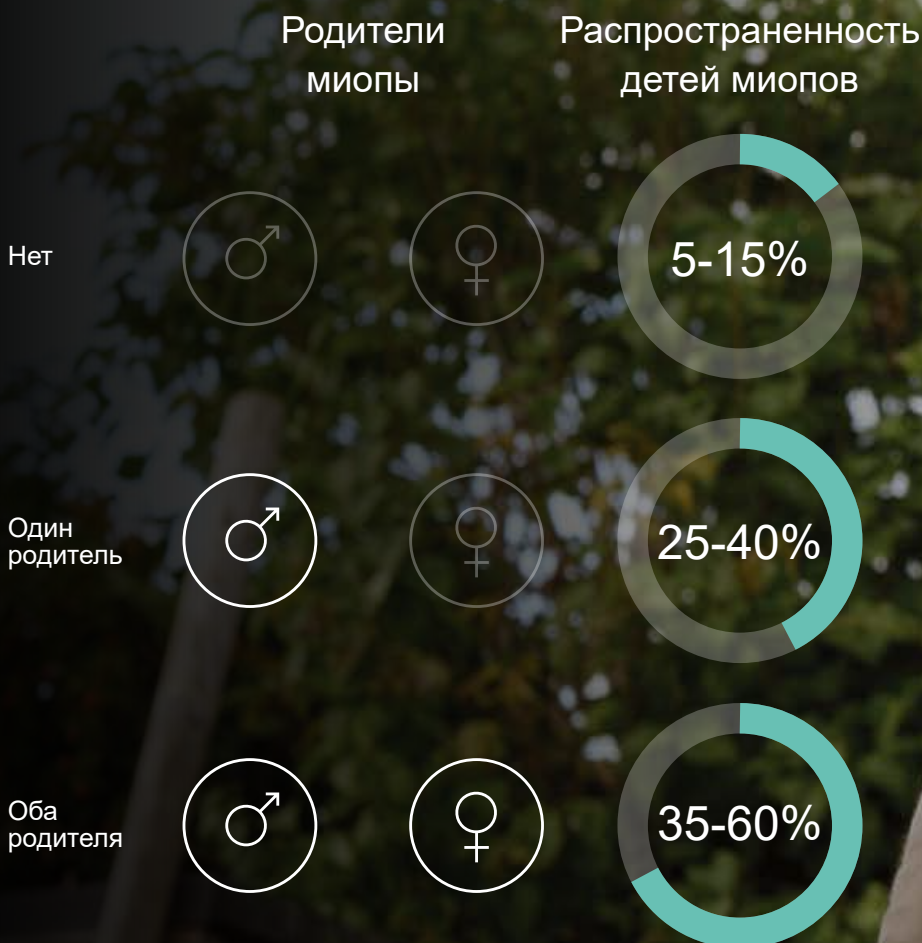 Родители
миопы
Распространенность
детей миопов
Нет
5-15%
Один
родитель
25-40%
Оба
родителя
35-60%